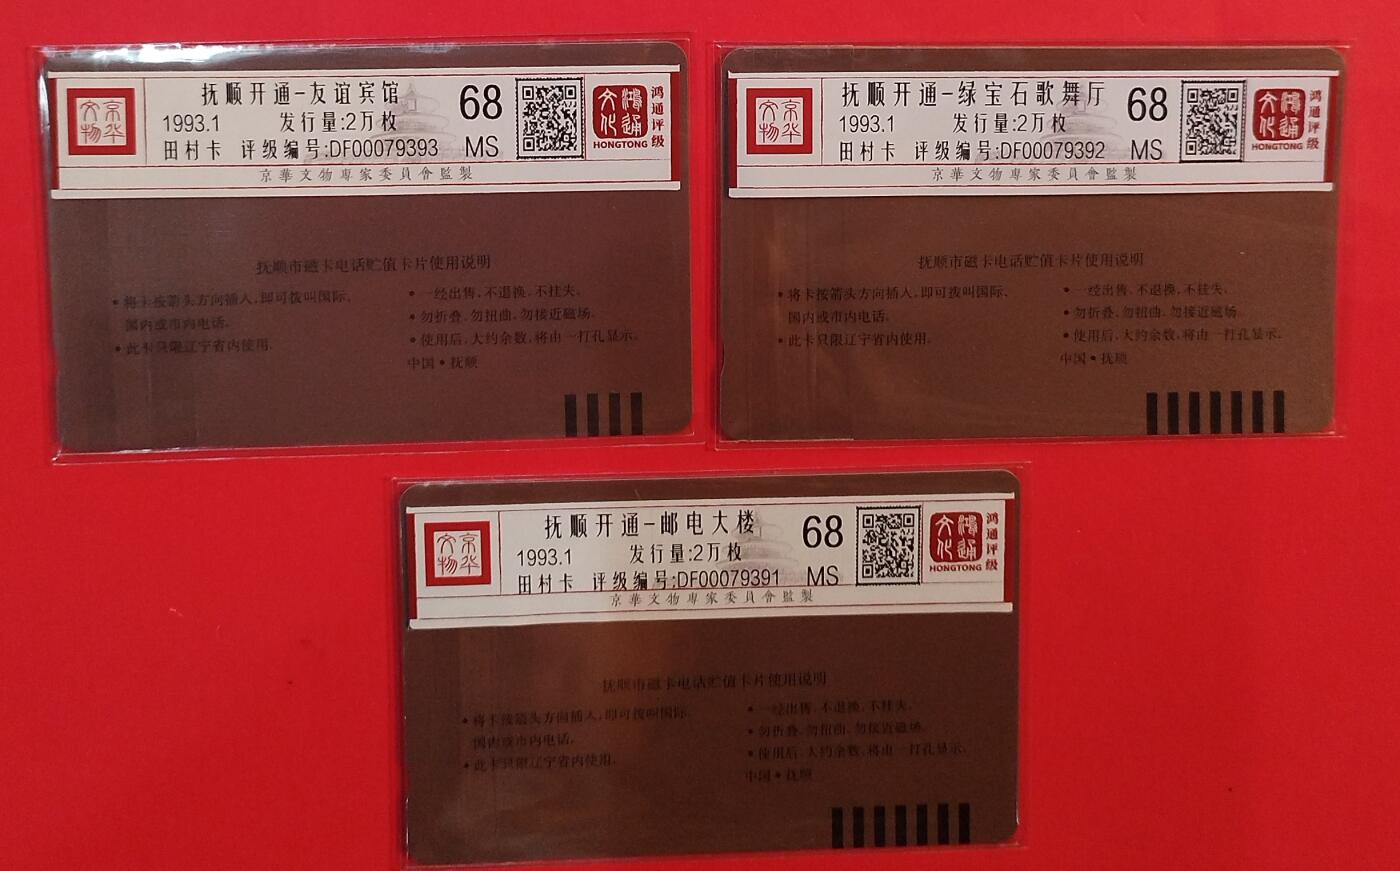 京华文物
抚顺开通-友谊宾馆
1993.1 发行量:2万枚
田村卡 评级编号:DF00079393
68
MS
鸿通文化
HONGTONG
鸿通评级
京華文物專家委員會監製
抚顺市磁卡电话贮值卡片使用说明
•将卡按箭头方向插入,即可拨叫国际、
国内或市内电话。
•此卡只限辽宁省内使用.
•一经出售,不退换,不挂失。
•勿折叠、勿扭曲、勿接近磁场.
•使用后,大约余数,将由一打孔显示。
中国•抚顺
京华文物
抚顺开通-绿宝石歌舞厅
1993.1 发行量:2万枚
田村卡 评级编号:DF00079392
68
MS
鸿通文化
HONGTONG
鸿通评级
京華文物專家委員會監製
抚顺市磁卡电话贮值卡片使用说明
•将卡按箭头方向插入,即可拨叫国际、
国内或市内电话。
•此卡只限辽宁省内使用.
•一经出售,不退换,不挂失。
•勿折叠、勿扭曲、勿接近磁场.
•使用后,大约余数,将由一打孔显示。
中国•抚顺
京华文物
抚顺开通-邮电大楼
1993.1 发行量:2万枚
田村卡 评级编号:DF00079391
68
MS
鸿通文化
HONGTONG
鸿通评级
京華文物專家委員會監製
抚顺市磁卡电话贮值卡片使用说明
•将卡按箭头方向插入,即可拨叫国际、
国内或市内电话。
•此卡只限辽宁省内使用.
•一经出售,不退换,不挂失。
•勿折叠、勿扭曲、勿接近磁场.
•使用后,大约余数,将由一打孔显示。
中国•抚顺